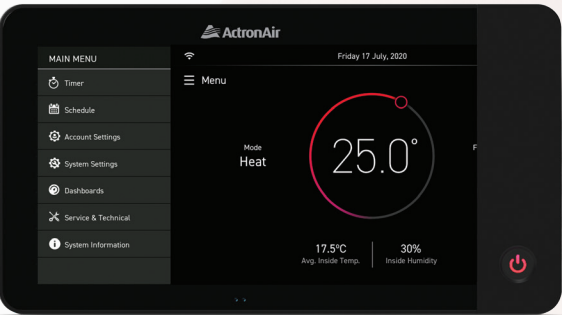 ActronAir
MAIN MENU
Timer
Schedule
Account Settings
System Settings
Dashboards
Service & Technical
System Information
Friday 17 July, 2020
Menu
Mode
Heat
25.0°
F
17.5°C
Avg. Inside Temp.
30%
Inside Humidity